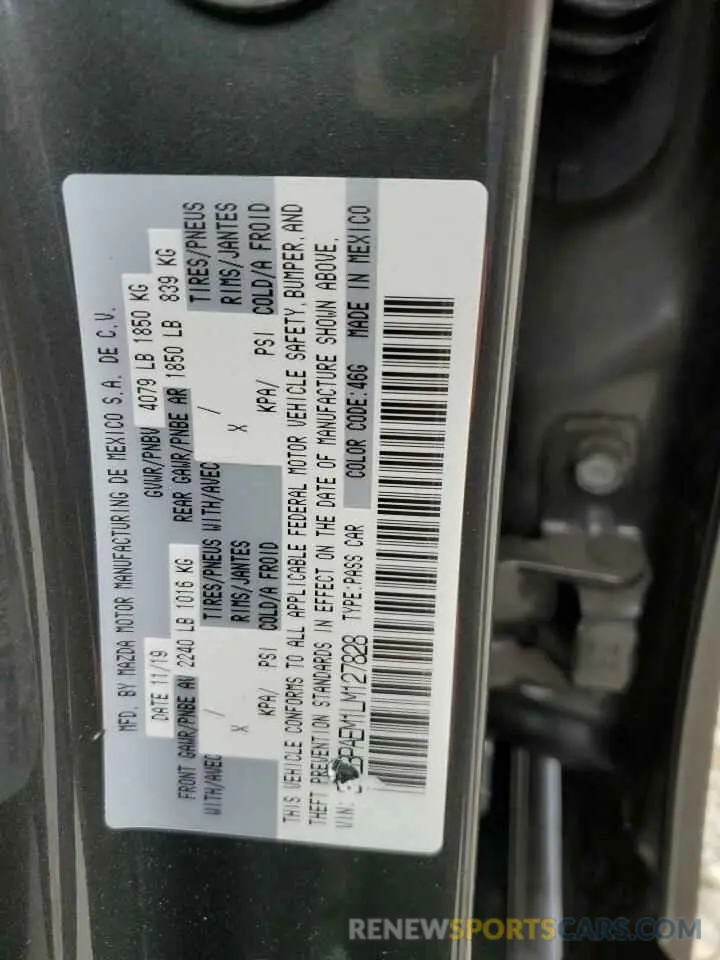 MFD. BY MAZDA MOTOR MANUFACTURING DE MEXICO S.A. DE C.V.
DATE 11/19 GVWR/PNBV 4079 LB 1850 KG
FRONT GAWR/PNBE AV 2240 LB 1016 KG REAR GAWR/PNBE AR 1850 LB 839 KG
WITH/AVEC / TIRES/PNEUS WITH/AVEC / TIRES/PNEUS
X RIMS/JANTES X RIMS/JANTES
KPA/ PSI COLD/A FROID KPA/ PSI COLD/A FROID
THIS VEHICLE CONFORMS TO ALL APPLICABLE FEDERAL MOTOR VEHICLE SAFETY, BUMPER, AND
THEFT PREVENTION STANDARDS IN EFFECT ON THE DATE OF MANUFACTURE SHOWN ABOVE.
VIN: BPAEM1LM127828 TYPE:PASS CAR COLOR CODE:46G MADE IN MEXICO
RENEWSPORTSCARS.COM